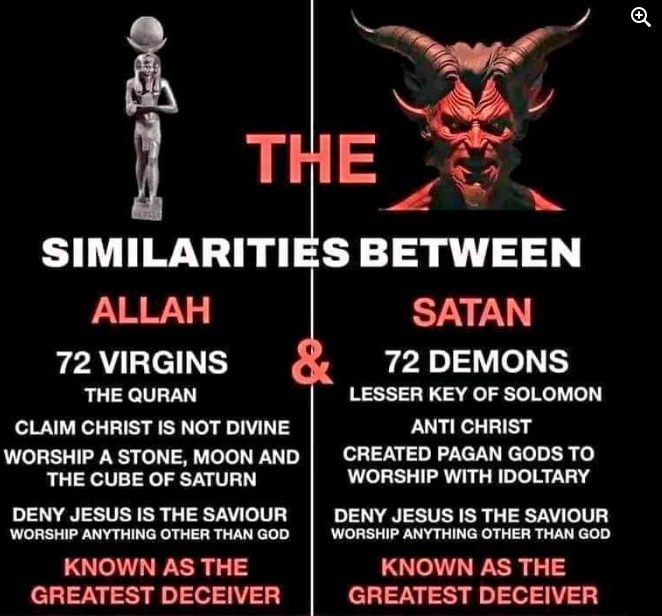 THE
SIMILARITIES BETWEEN
ALLAH
&
SATAN
72 VIRGINS
THE QURAN
CLAIM CHRIST IS NOT DIVINE
WORSHIP A STONE, MOON AND
THE CUBE OF SATURN
DENY JESUS IS THE SAVIOUR
WORSHIP ANYTHING OTHER THAN GOD
KNOWN AS THE
GREATEST DECEIVER
72 DEMONS
LESSER KEY OF SOLOMON
ANTI CHRIST
CREATED PAGAN GODS TO
WORSHIP WITH IDOLTARY
DENY JESUS IS THE SAVIOUR
WORSHIP ANYTHING OTHER THAN GOD
KNOWN AS THE
GREATEST DECEIVER